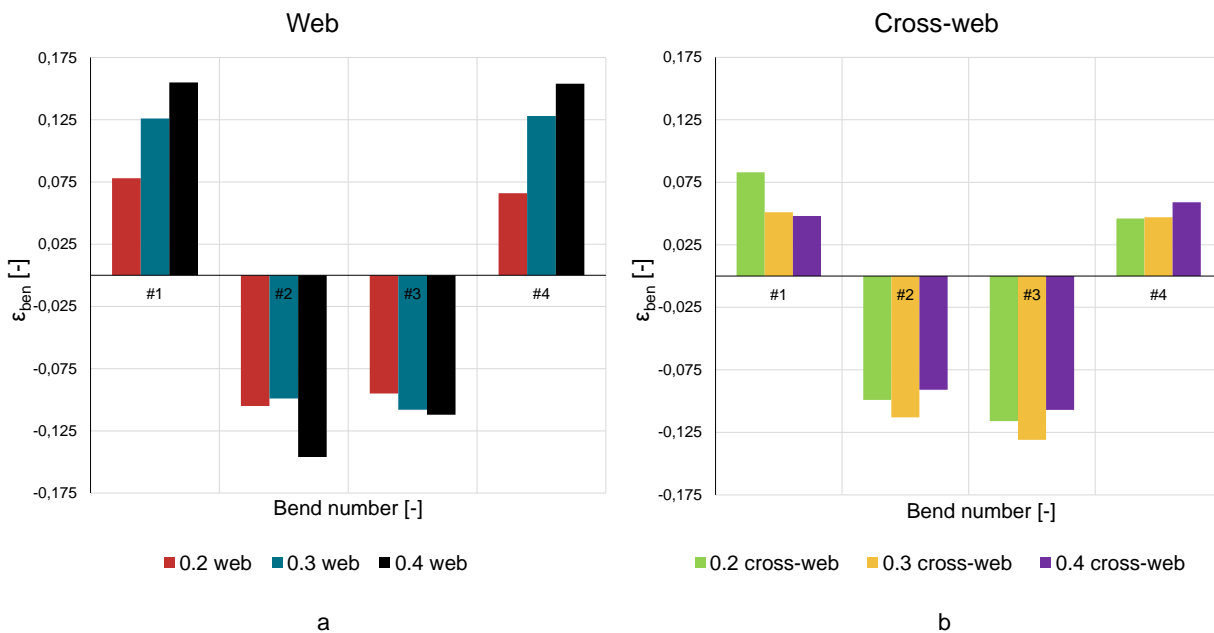 Web
0,175
0,125
0,075
0,025
-0,025
-0,075
-0,125
-0,175
εben [-]
#1 #2 #3 #4
Bend number [-]
0.2 web 0.3 web 0.4 web
a
Cross-web
0,175
0,125
0,075
0,025
-0,025
-0,075
-0,125
-0,175
εben [-]
#1 #2 #3 #4
Bend number [-]
0.2 cross-web 0.3 cross-web 0.4 cross-web
b